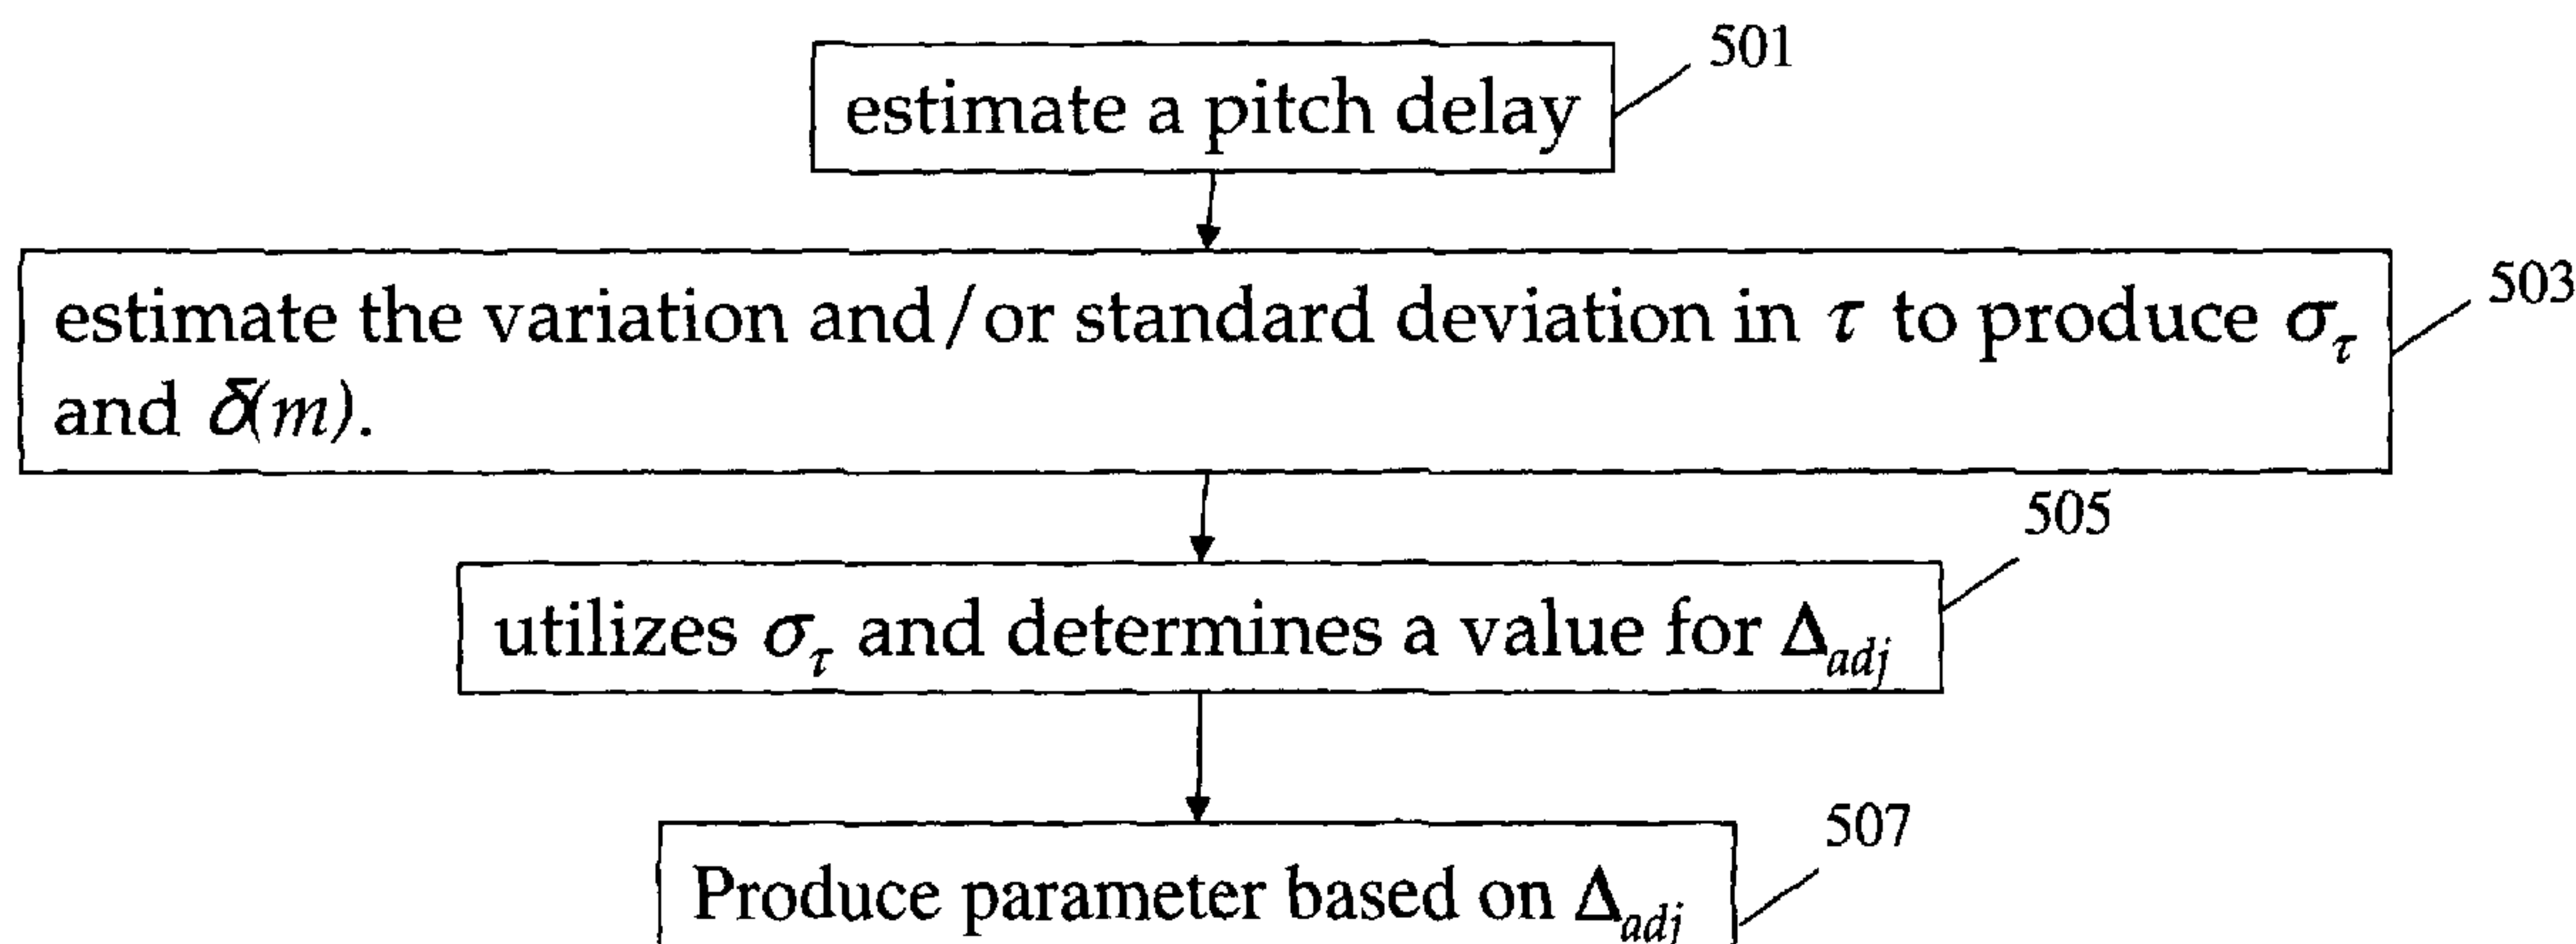 501
estimate a pitch delay
503
estimate the variation and/or standard deviation in τ to produce σ_τ
and δ(m).
505
utilizes σ_τ and determines a value for Δ_adj
507
Produce parameter based on Δ_adj